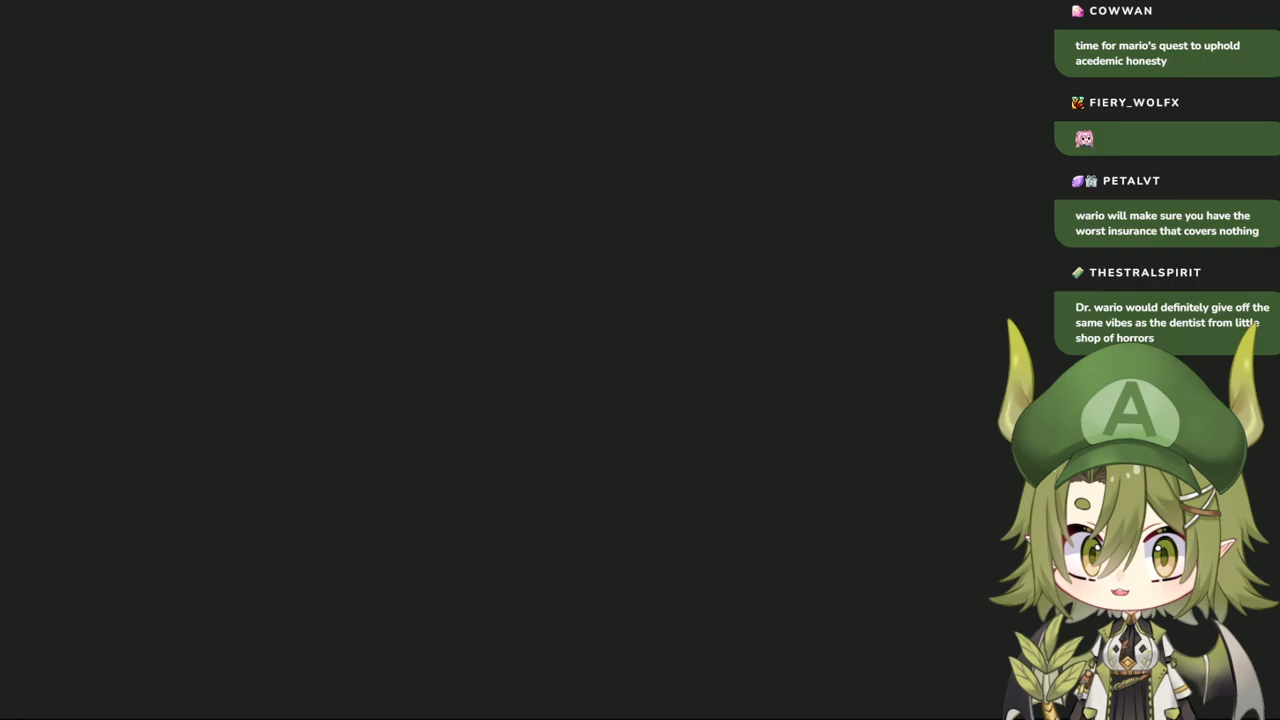 COWWAN
time for mario's quest to uphold
acedemic honesty
FIERY_WOLFX
PETALVT
wario will make sure you have the
worst insurance that covers nothing
THESTRALSPIRIT
Dr. wario would definitely give off the
same vibes as the dentist from little
shop of horrors
A